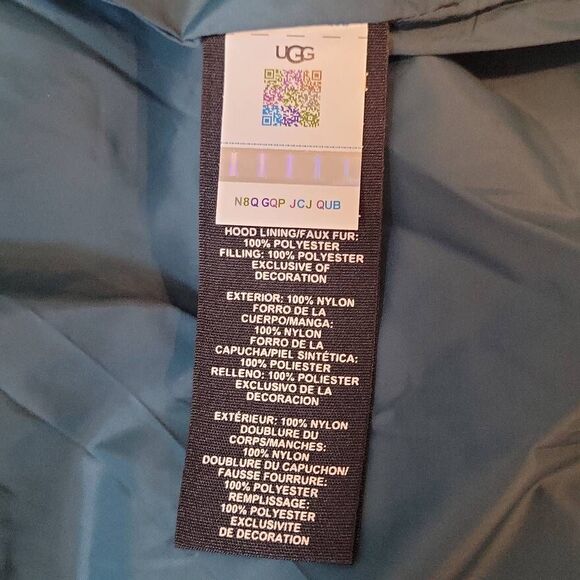 UGG
N8Q GQP JCJ QUB
HOOD LINING/FAUX FUR:
100% POLYESTER
FILLING: 100% POLYESTER
EXCLUSIVE OF
DECORATION
EXTERIOR: 100% NYLON
FORRO DE LA
CUERPO/MANGA:
100% NYLON
FORRO DE LA
CAPUCHA/PIEL SINTÉTICA:
100% POLIESTER
RELLENO: 100% POLIESTER
EXCLUSIVO DE LA
DECORACION
EXTÉRIEUR: 100% NYLON
DOUBLURE DU
CORPS/MANCHES:
100% NYLON
DOUBLURE DU CAPUCHON/
FAUSSE FOURRURE:
100% POLYESTER
REMPLISSAGE:
100% POLYESTER
EXCLUSIVITE
DE DECORATION